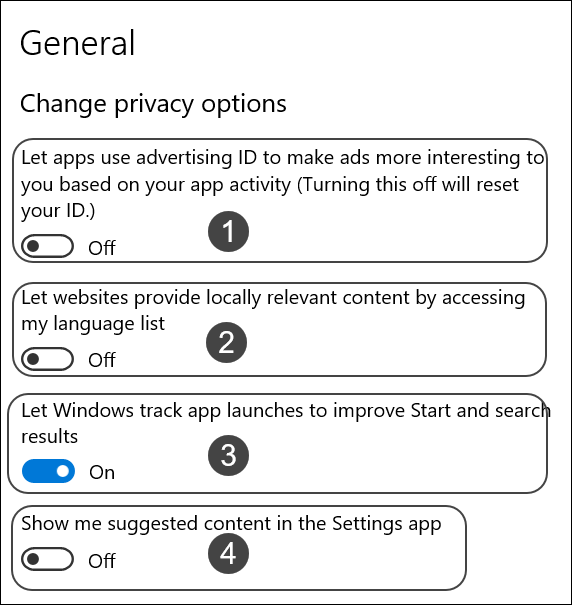 General
Change privacy options
Let apps use advertising ID to make ads more interesting to
you based on your app activity (Turning this off will reset
your ID.)
1
Off
Let websites provide locally relevant content by accessing
my language list
2
Off
Let Windows track app launches to improve Start and search
results
3
On
Show me suggested content in the Settings app
4
Off